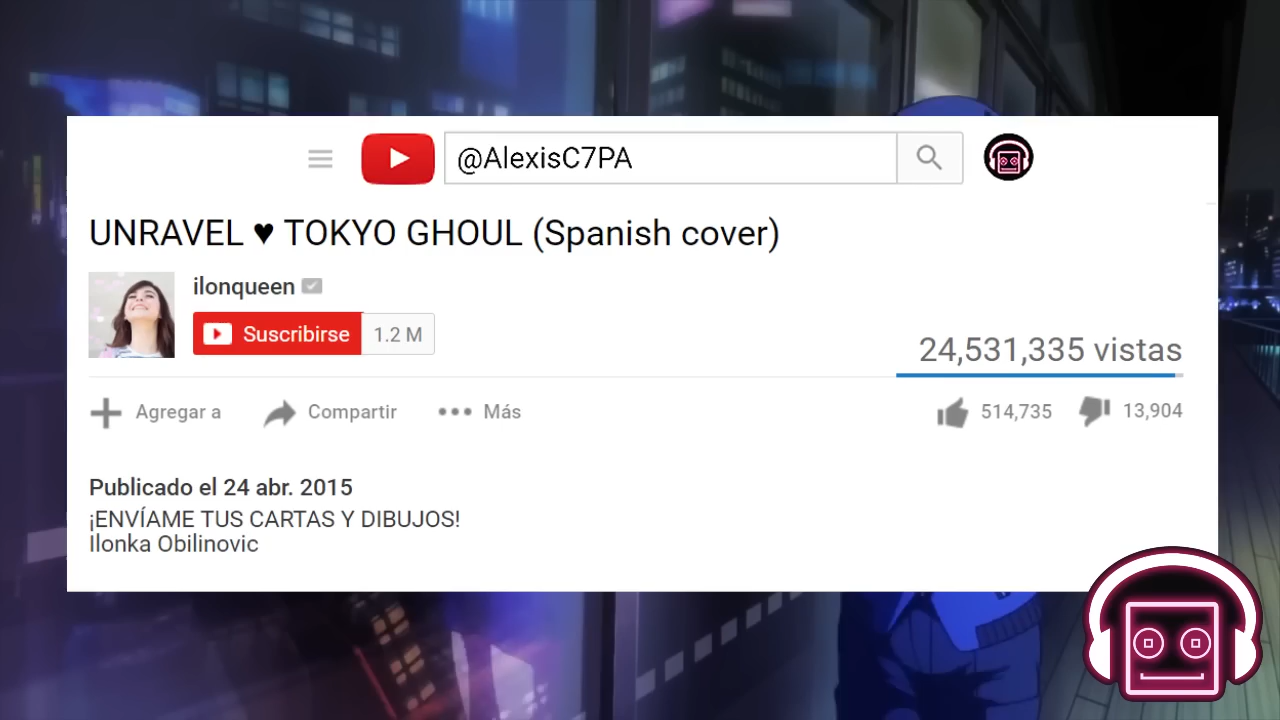 @AlexisC7PA
UNRAVEL ♥ TOKYO GHOUL (Spanish cover)
ilonqueen
Suscribirse 1.2 M
24,531,335 vistas
Agregar a Compartir Más 514,735 13,904
Publicado el 24 abr. 2015
¡ENVÍAME TUS CARTAS Y DIBUJOS!
Ilonka Obilinovic